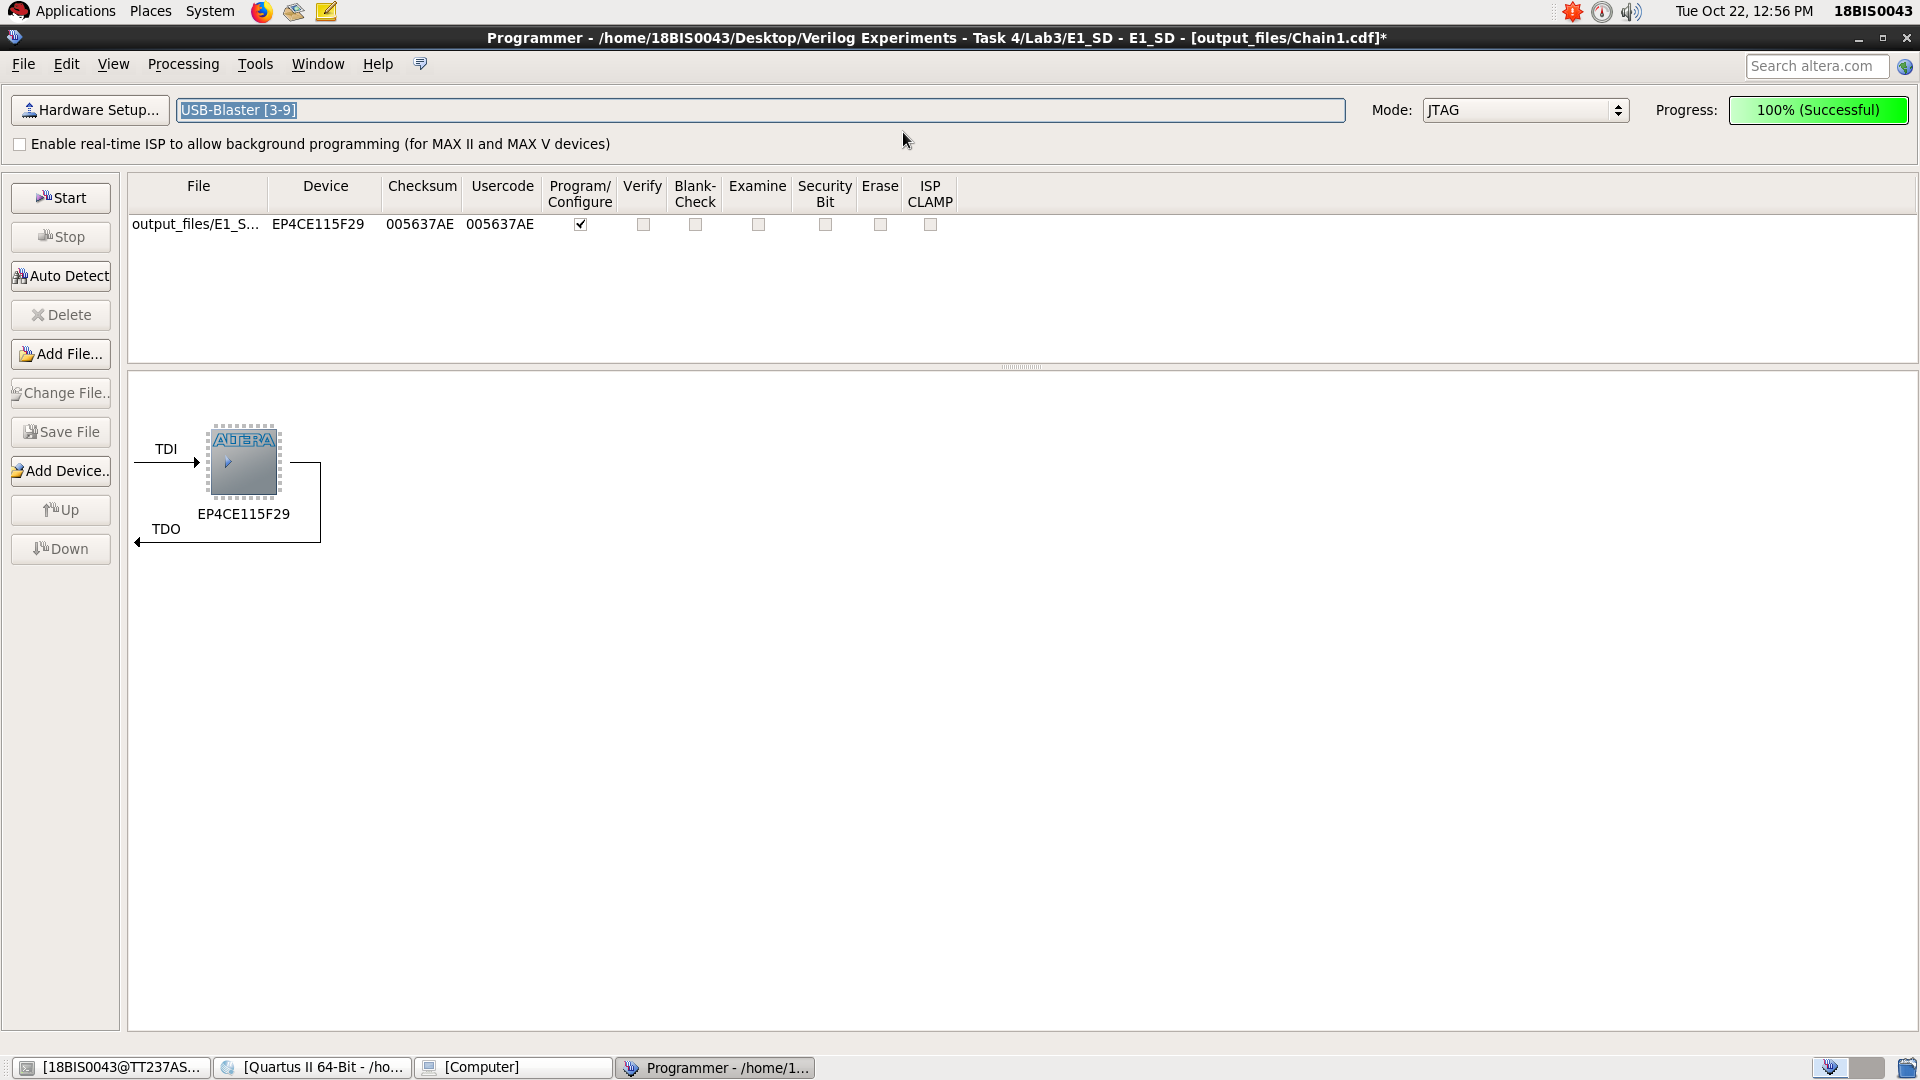 Applications Places System Tue Oct 22, 12:56 PM 18BIS0043
Programmer - /home/18BIS0043/Desktop/Verilog Experiments - Task 4/Lab3/E1_SD - E1_SD - [output_files/Chain1.cdf]*
File Edit View Processing Tools Window Help Search altera.com
Hardware Setup... USB-Blaster [3-9] Mode: JTAG Progress: 100% (Successful)
Enable real-time ISP to allow background programming (for MAX II and MAX V devices)
Start
Stop
Auto Detect
Delete
Add File...
Change File..
Save File
Add Device..
Up
Down
File Device Checksum Usercode Program/ Verify Blank- Examine Security Erase ISP
Configure Check Bit CLAMP
output_files/E1_S... EP4CE115F29 005637AE 005637AE
ALTERA
TDI
EP4CE115F29
TDO
[18BIS0043@TT237AS... [Quartus II 64-Bit - /ho... [Computer] Programmer - /home/1...